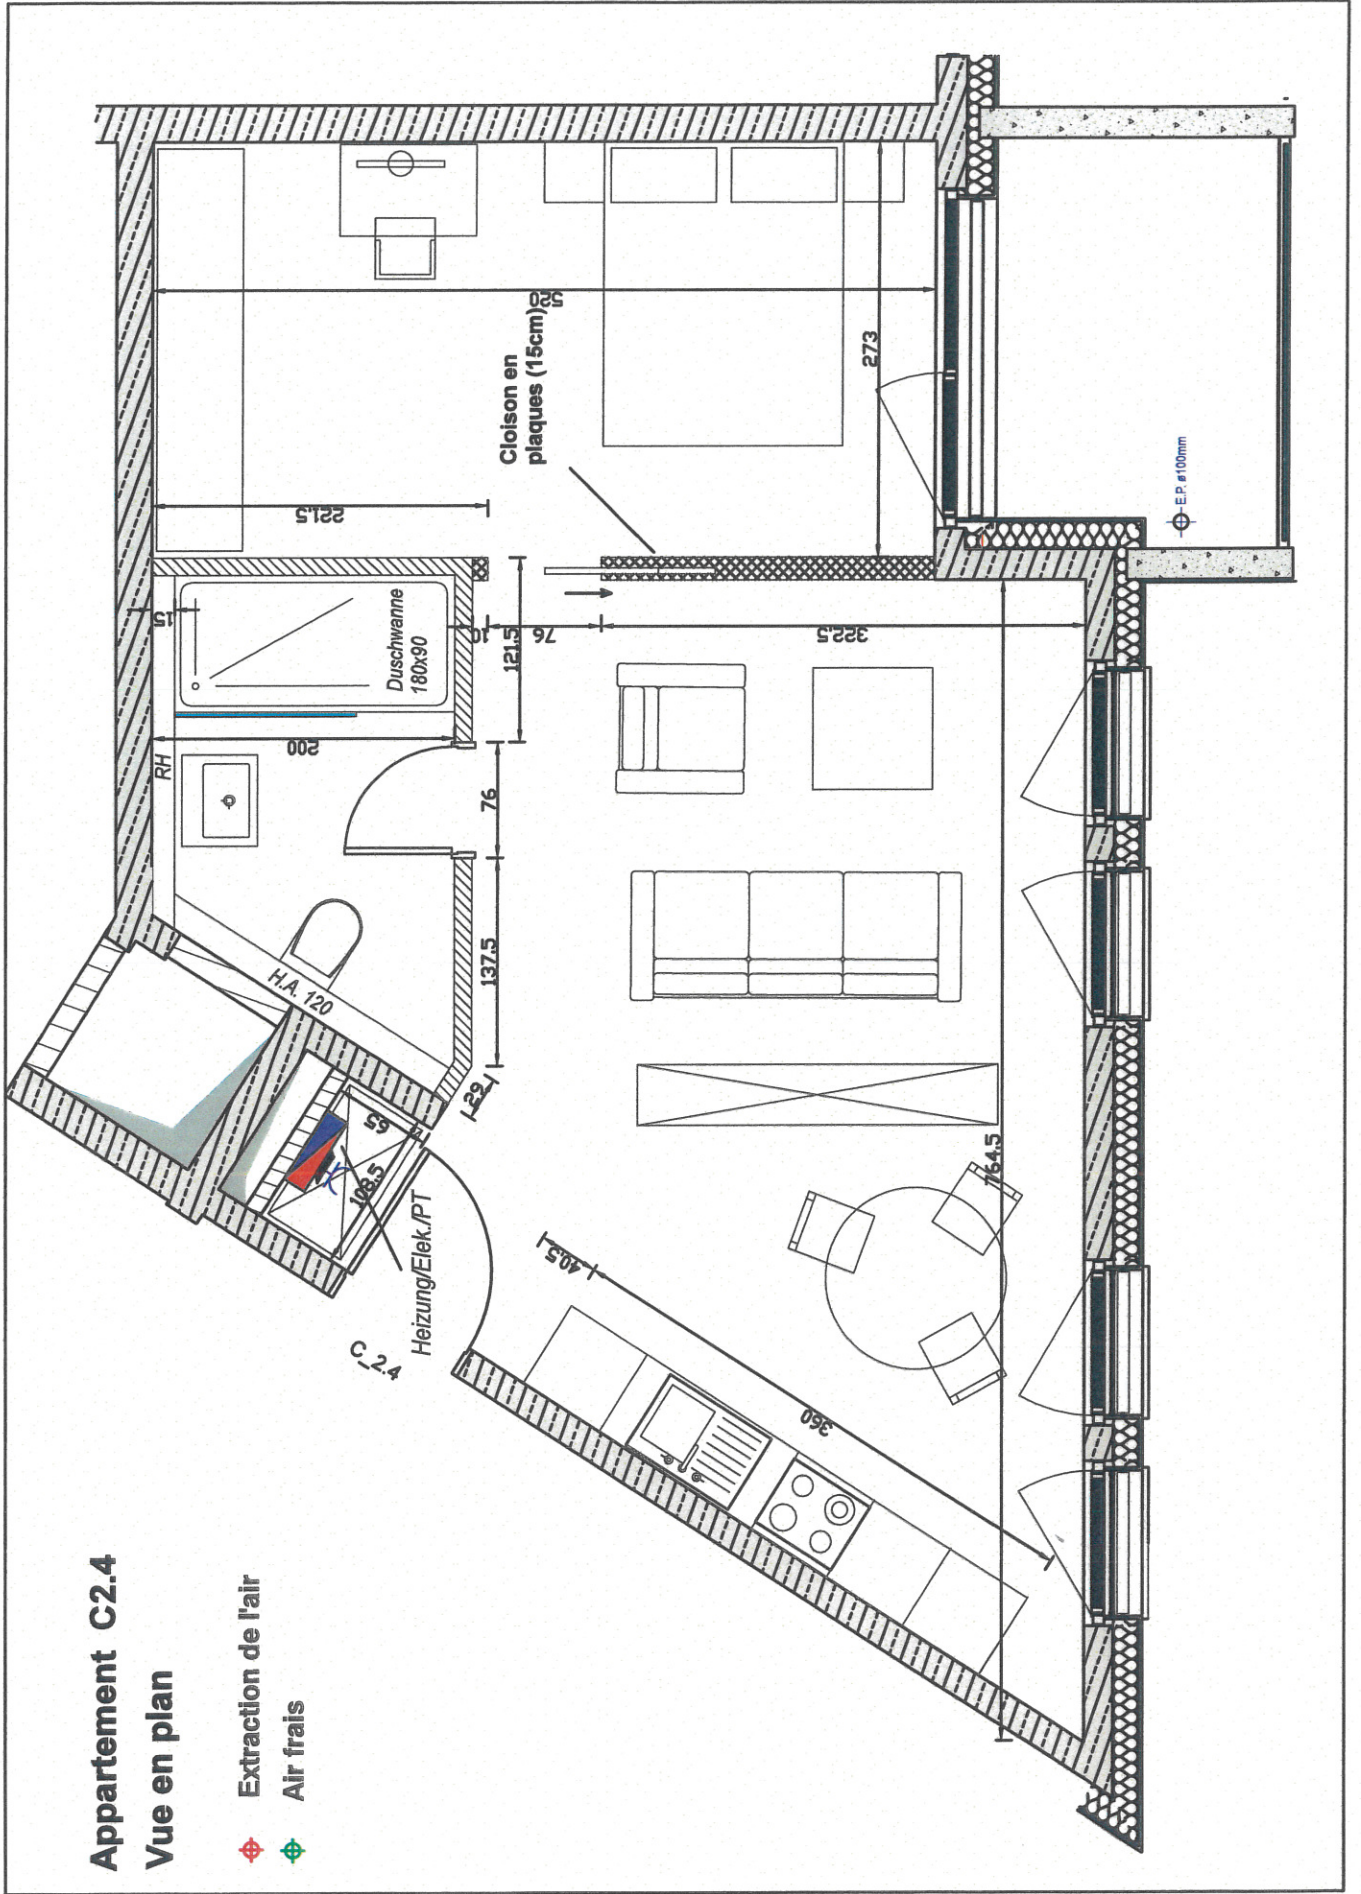 Appartement C2.4
Vue en plan
Extraction de l'air
Air frais
C_2.4
Heizung/Elek./PT
108.5
65
29
H.A. 120
137.5
76
RH
200
121.5
15
Duschwanne
180x90
10
76
322.5
221.5
Cloison en
plaques (15cm)
520
273
40.5
360
764.5
E.P. ø100mm